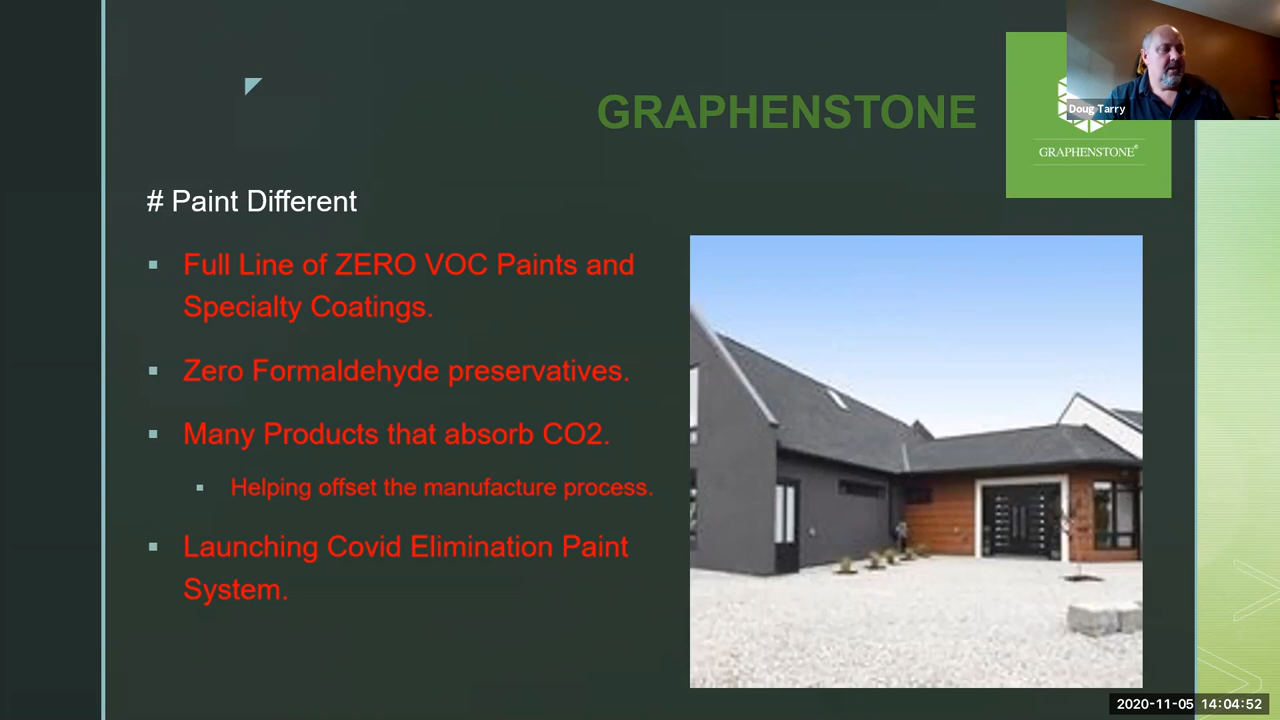 Doug Tarry
GRAPHENSTONE
GRAPHENSTONE®
# Paint Different
Full Line of ZERO VOC Paints and
Specialty Coatings.
Zero Formaldehyde preservatives.
Many Products that absorb CO2.
Helping offset the manufacture process.
Launching Covid Elimination Paint
System.
2020-11-05 14:04:52